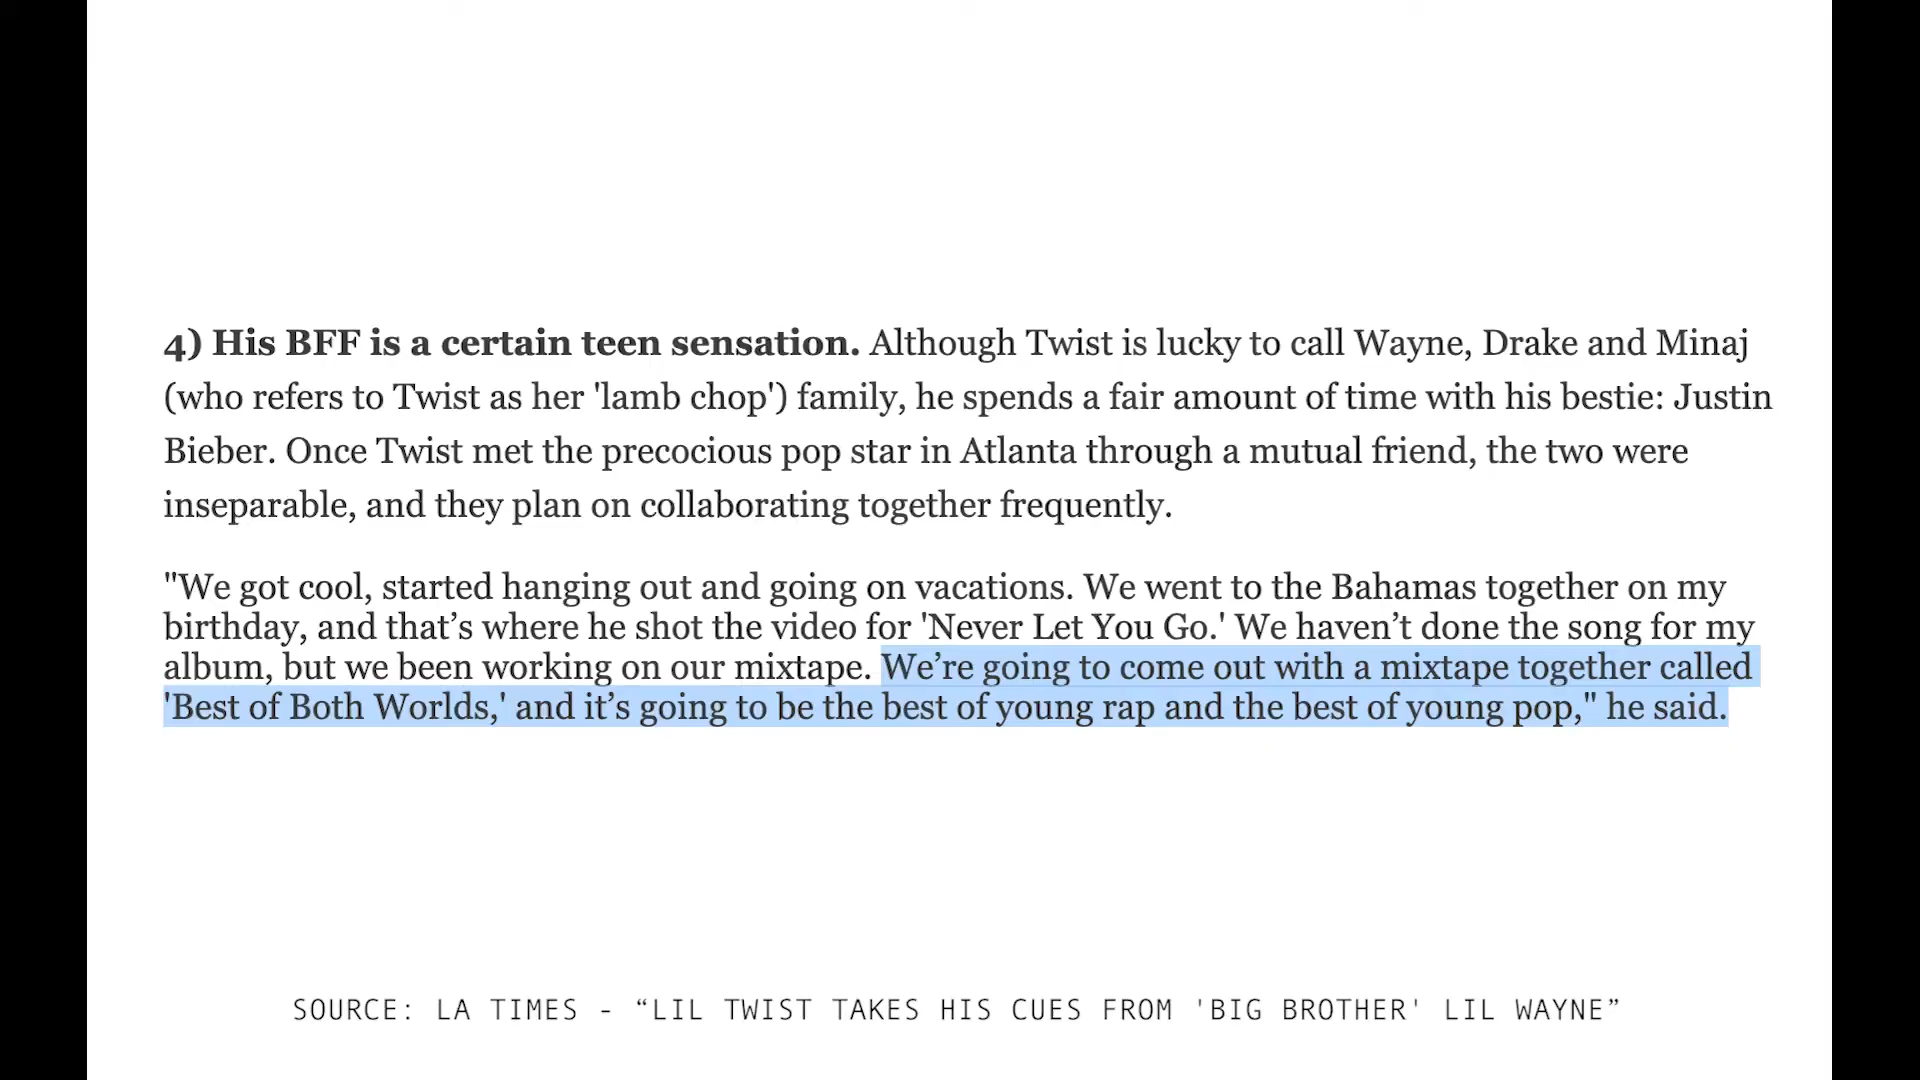 4) His BFF is a certain teen sensation. Although Twist is lucky to call Wayne, Drake and Minaj
(who refers to Twist as her 'lamb chop') family, he spends a fair amount of time with his bestie: Justin
Bieber. Once Twist met the precocious pop star in Atlanta through a mutual friend, the two were
inseparable, and they plan on collaborating together frequently.
"We got cool, started hanging out and going on vacations. We went to the Bahamas together on my
birthday, and that’s where he shot the video for 'Never Let You Go.' We haven’t done the song for my
album, but we been working on our mixtape. We’re going to come out with a mixtape together called
'Best of Both Worlds,' and it’s going to be the best of young rap and the best of young pop," he said.
SOURCE: LA TIMES - “LIL TWIST TAKES HIS CUES FROM 'BIG BROTHER' LIL WAYNE”